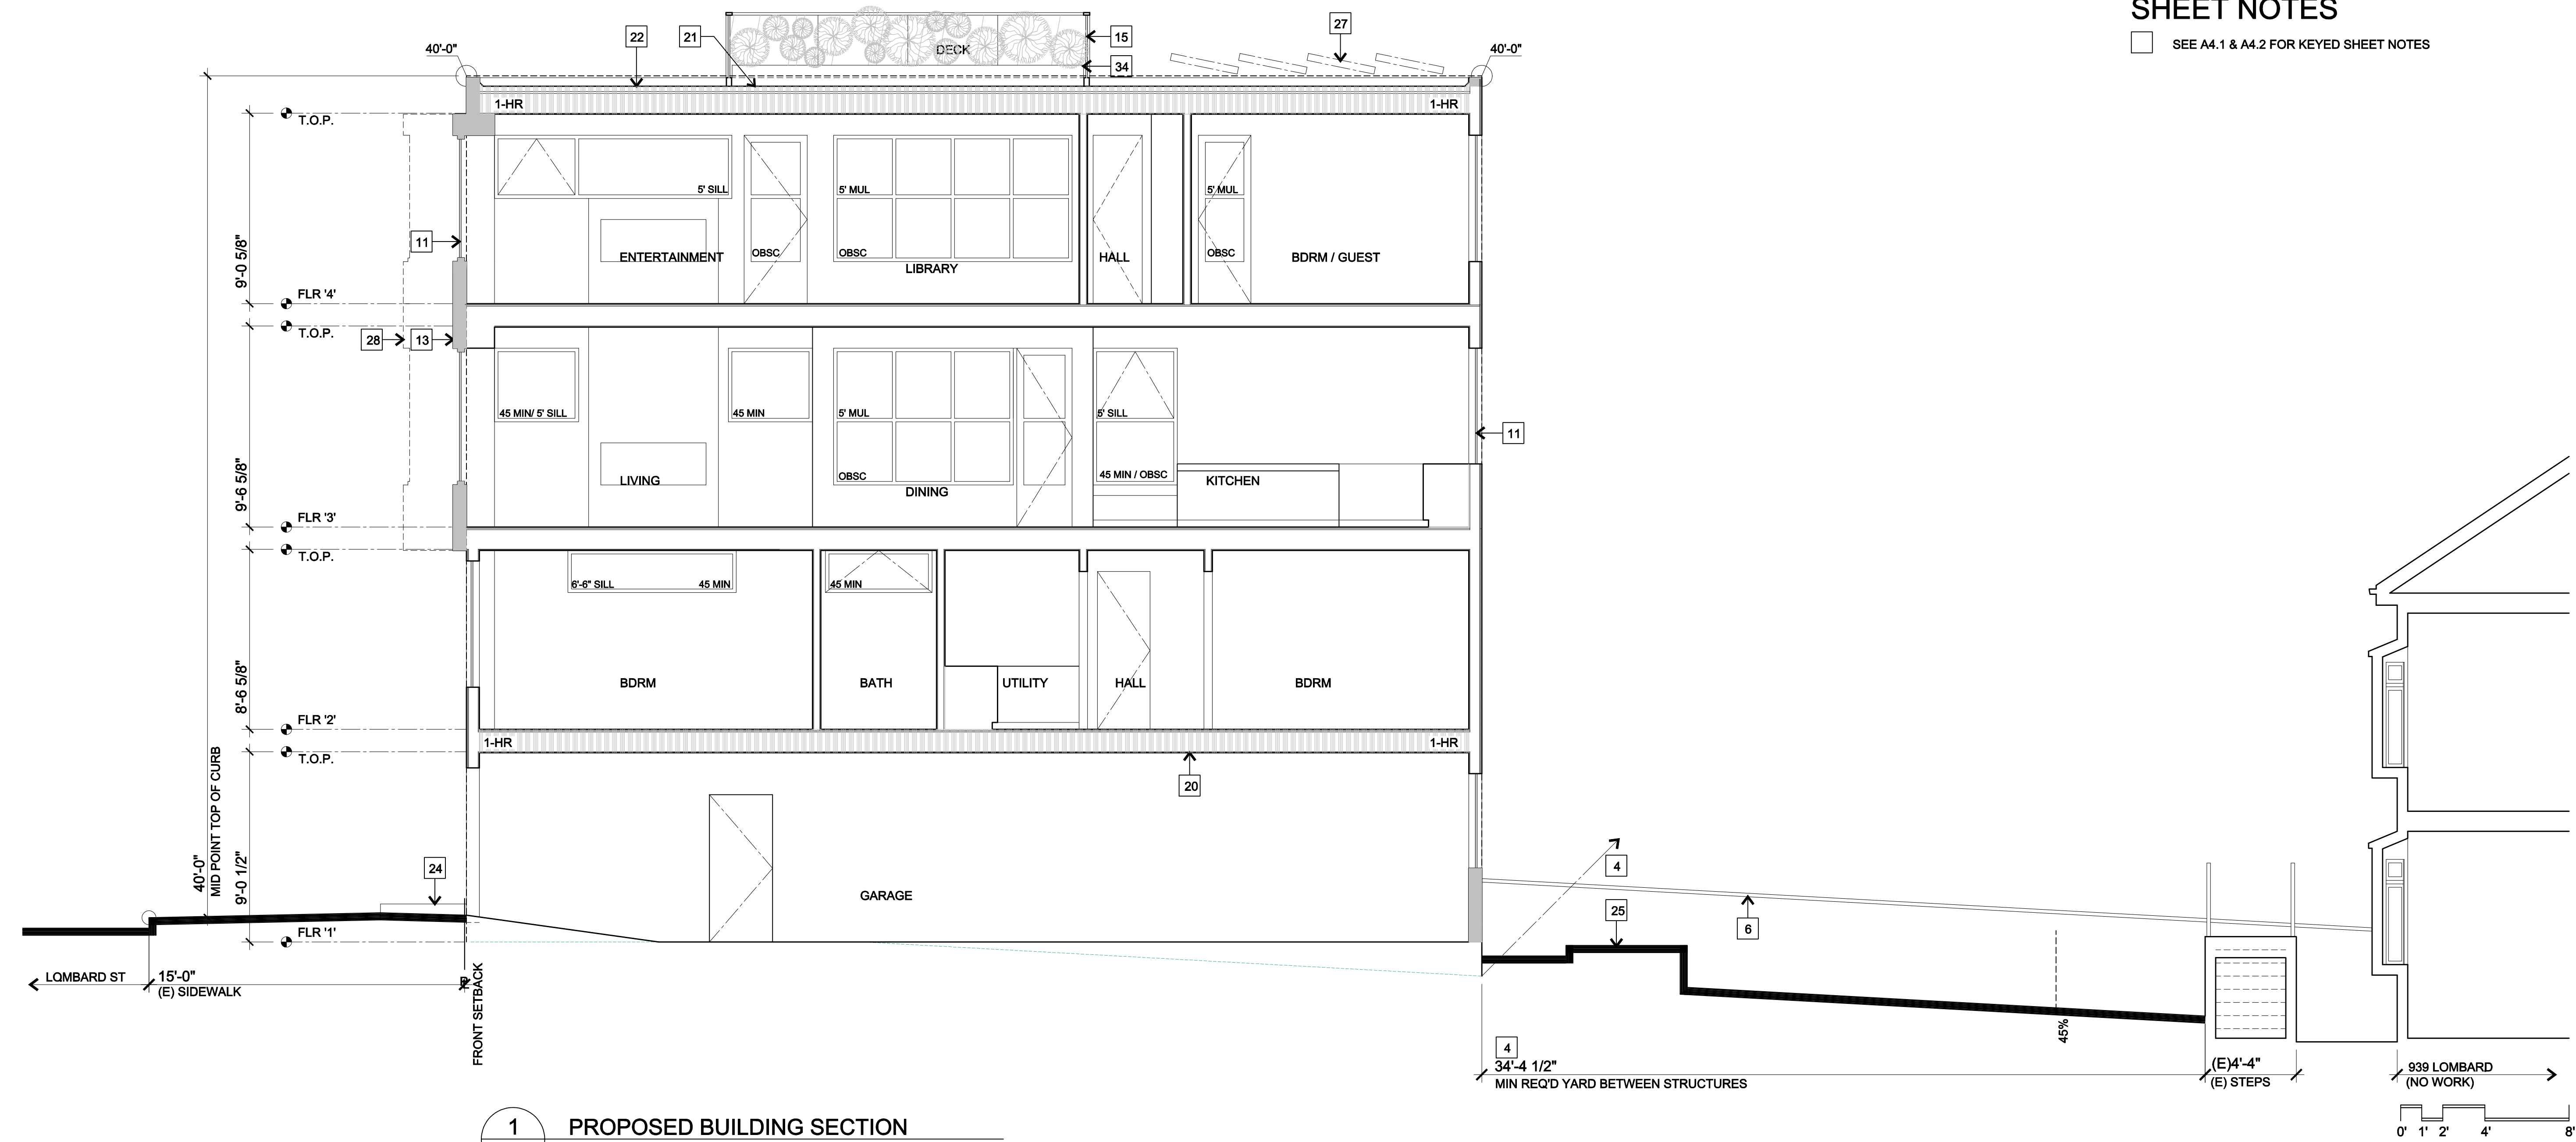 SHEET NOTES
SEE A4.1 & A4.2 FOR KEYED SHEET NOTES
27
22
21
DECK
15
40'-0"
40'-0"
34
1-HR
1-HR
T.O.P.
5' SILL
5' MUL
5' MUL
11
9'-0 5/8"
ENTERTAINMENT
OBSC
OBSC
LIBRARY
HALL
OBSC
BDRM / GUEST
FLR '4'
T.O.P.
28
13
45 MIN/ 5' SILL
45 MIN
5' MUL
5' SILL
11
9'-6 5/8"
LIVING
OBSC
DINING
45 MIN / OBSC
KITCHEN
FLR '3'
T.O.P.
6'-6" SILL
45 MIN
45 MIN
8'-6 5/8"
BDRM
BATH
UTILITY
HALL
BDRM
FLR '2'
1-HR
1-HR
T.O.P.
20
40'-0"
MID POINT TOP OF CURB
9'-0 1/2"
24
GARAGE
4
25
6
FLR '1'
LOMBARD ST
15'-0"
(E) SIDEWALK
FRONT SETBACK
45%
4
34'-4 1/2"
MIN REQ'D YARD BETWEEN STRUCTURES
(E)4'-4"
(E) STEPS
939 LOMBARD
(NO WORK)
1
PROPOSED BUILDING SECTION
0' 1' 2' 4' 8'